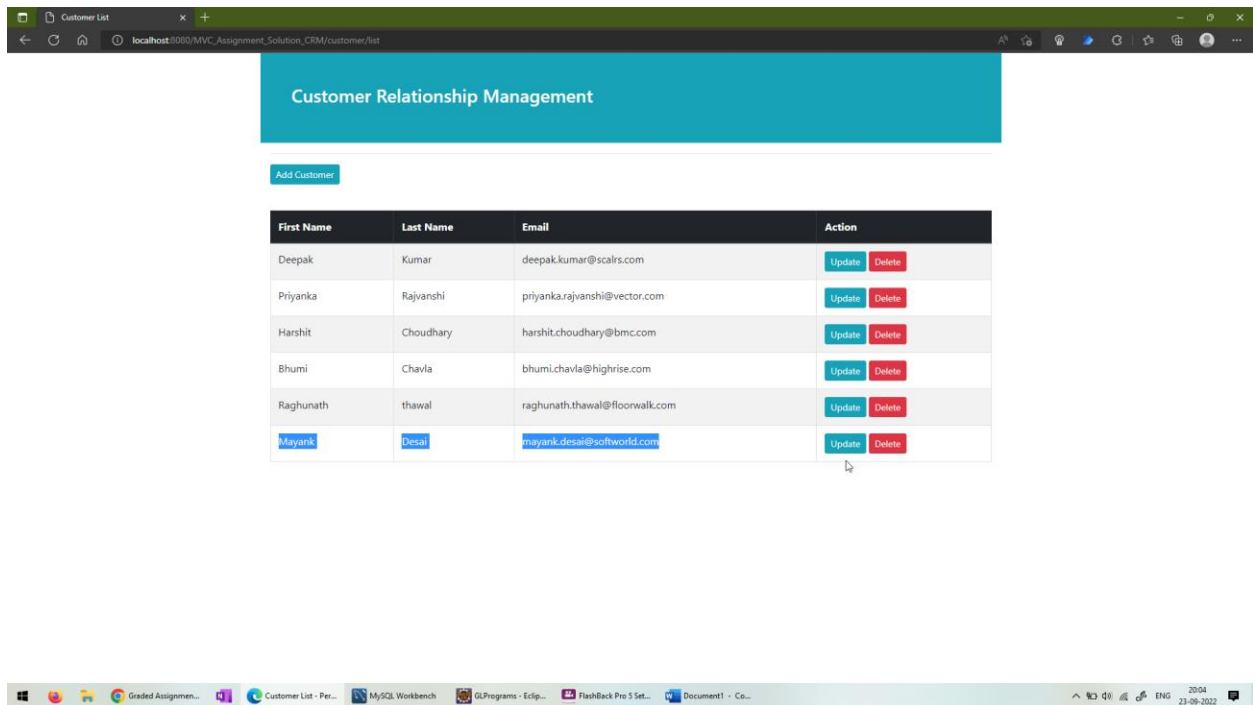 Customer List
localhost:8080/MVC_Assignment_Solution_CRM/customer/list
Customer Relationship Management
Add Customer
First Name Last Name Email Action
Deepak Kumar deepak.kumar@scalrs.com Update Delete
Priyanka Rajvanshi priyanka.rajvanshi@vector.com Update Delete
Harshit Choudhary harshit.choudhary@bmc.com Update Delete
Bhumi Chavla bhumi.chavla@highrise.com Update Delete
Raghunath thawal raghunath.thawal@floorwalk.com Update Delete
Mayank Desai mayank.desai@softworld.com Update Delete
Graded Assignmen... Customer List - Per... MySQL Workbench GLPrograms - Eclip... FlashBack Pro 5 Set... Document1 - Co... ENG 20:04
23-09-2022